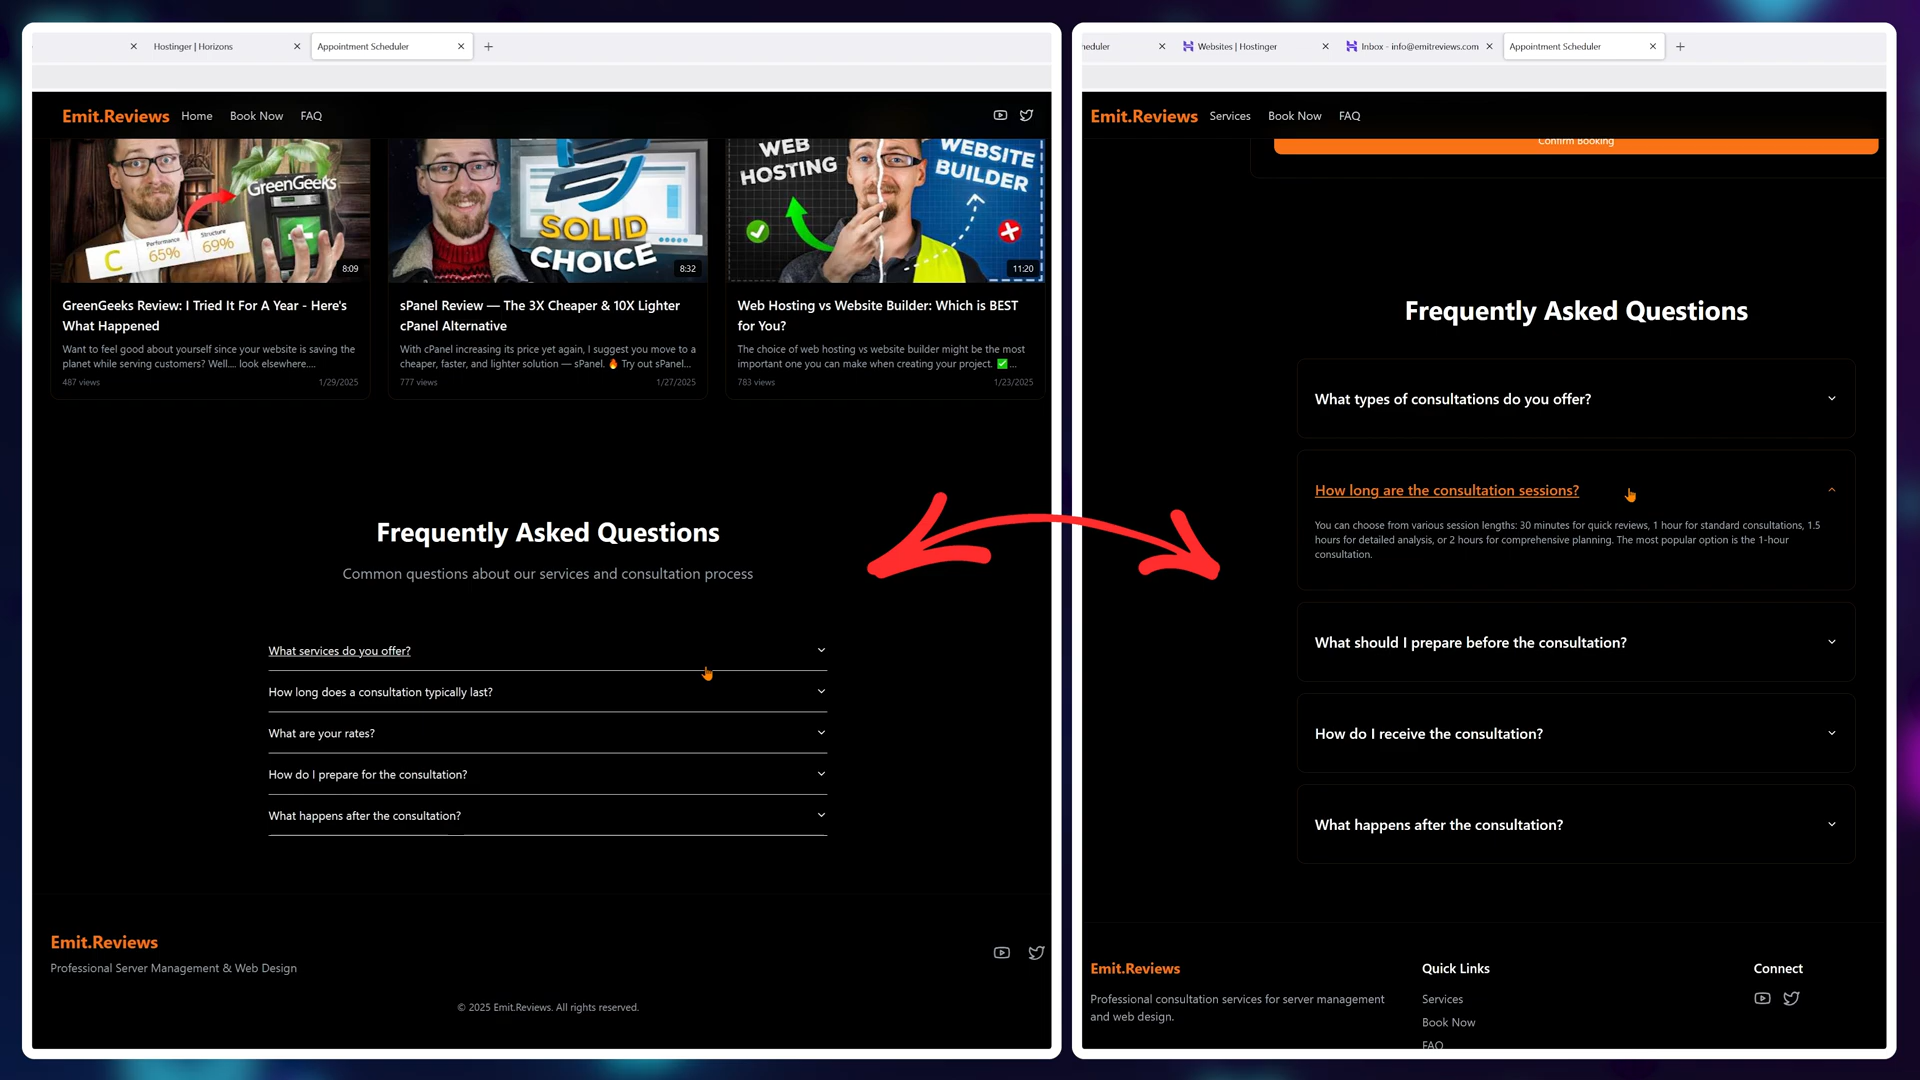 Hostinger | Horizons
Appointment Scheduler
Emit.Reviews
Home
Book Now
FAQ
GreenGeeks
C
Performance
65%
Structure
69%
8:09
GreenGeeks Review: I Tried It For A Year - Here's
What Happened
Want to feel good about yourself since your website is saving the
planet while serving customers? Well.... look elsewhere....
487 views
1/29/2025
SOLID
CHOICE
8:32
sPanel Review — The 3X Cheaper & 10X Lighter
cPanel Alternative
With cPanel increasing its price yet again, I suggest you move to a
cheaper, faster, and lighter solution — sPanel. 🔥 Try out sPanel...
777 views
1/27/2025
WEB
HOSTING
WEBSITE
BUILDER
11:20
Web Hosting vs Website Builder: Which is BEST
for You?
The choice of web hosting vs website builder might be the most
important one you can make when creating your project. ✅ ...
783 views
1/23/2025
Frequently Asked Questions
Common questions about our services and consultation process
What services do you offer?
How long does a consultation typically last?
What are your rates?
How do I prepare for the consultation?
What happens after the consultation?
Emit.Reviews
Professional Server Management & Web Design
© 2025 Emit.Reviews. All rights reserved.
heduler
Websites | Hostinger
Inbox - info@emitreviews.com
Appointment Scheduler
Emit.Reviews
Services
Book Now
FAQ
Confirm Booking
Frequently Asked Questions
What types of consultations do you offer?
How long are the consultation sessions?
You can choose from various session lengths: 30 minutes for quick reviews, 1 hour for standard consultations, 1.5
hours for detailed analysis, or 2 hours for comprehensive planning. The most popular option is the 1-hour
consultation.
What should I prepare before the consultation?
How do I receive the consultation?
What happens after the consultation?
Emit.Reviews
Professional consultation services for server management
and web design.
Quick Links
Services
Book Now
FAQ
Connect